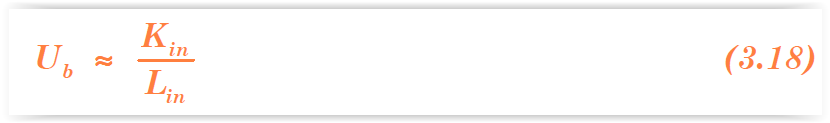 U_b ≈ K_in / L_in (3.18)